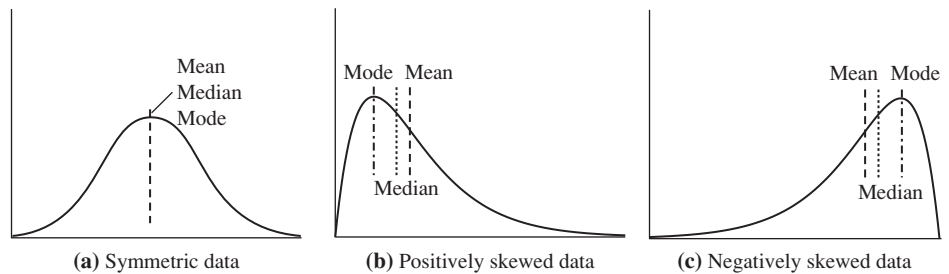 Mean
Median
Mode
(a) Symmetric data
Mode Mean
Median
(b) Positively skewed data
Mean Mode
Median
(c) Negatively skewed data